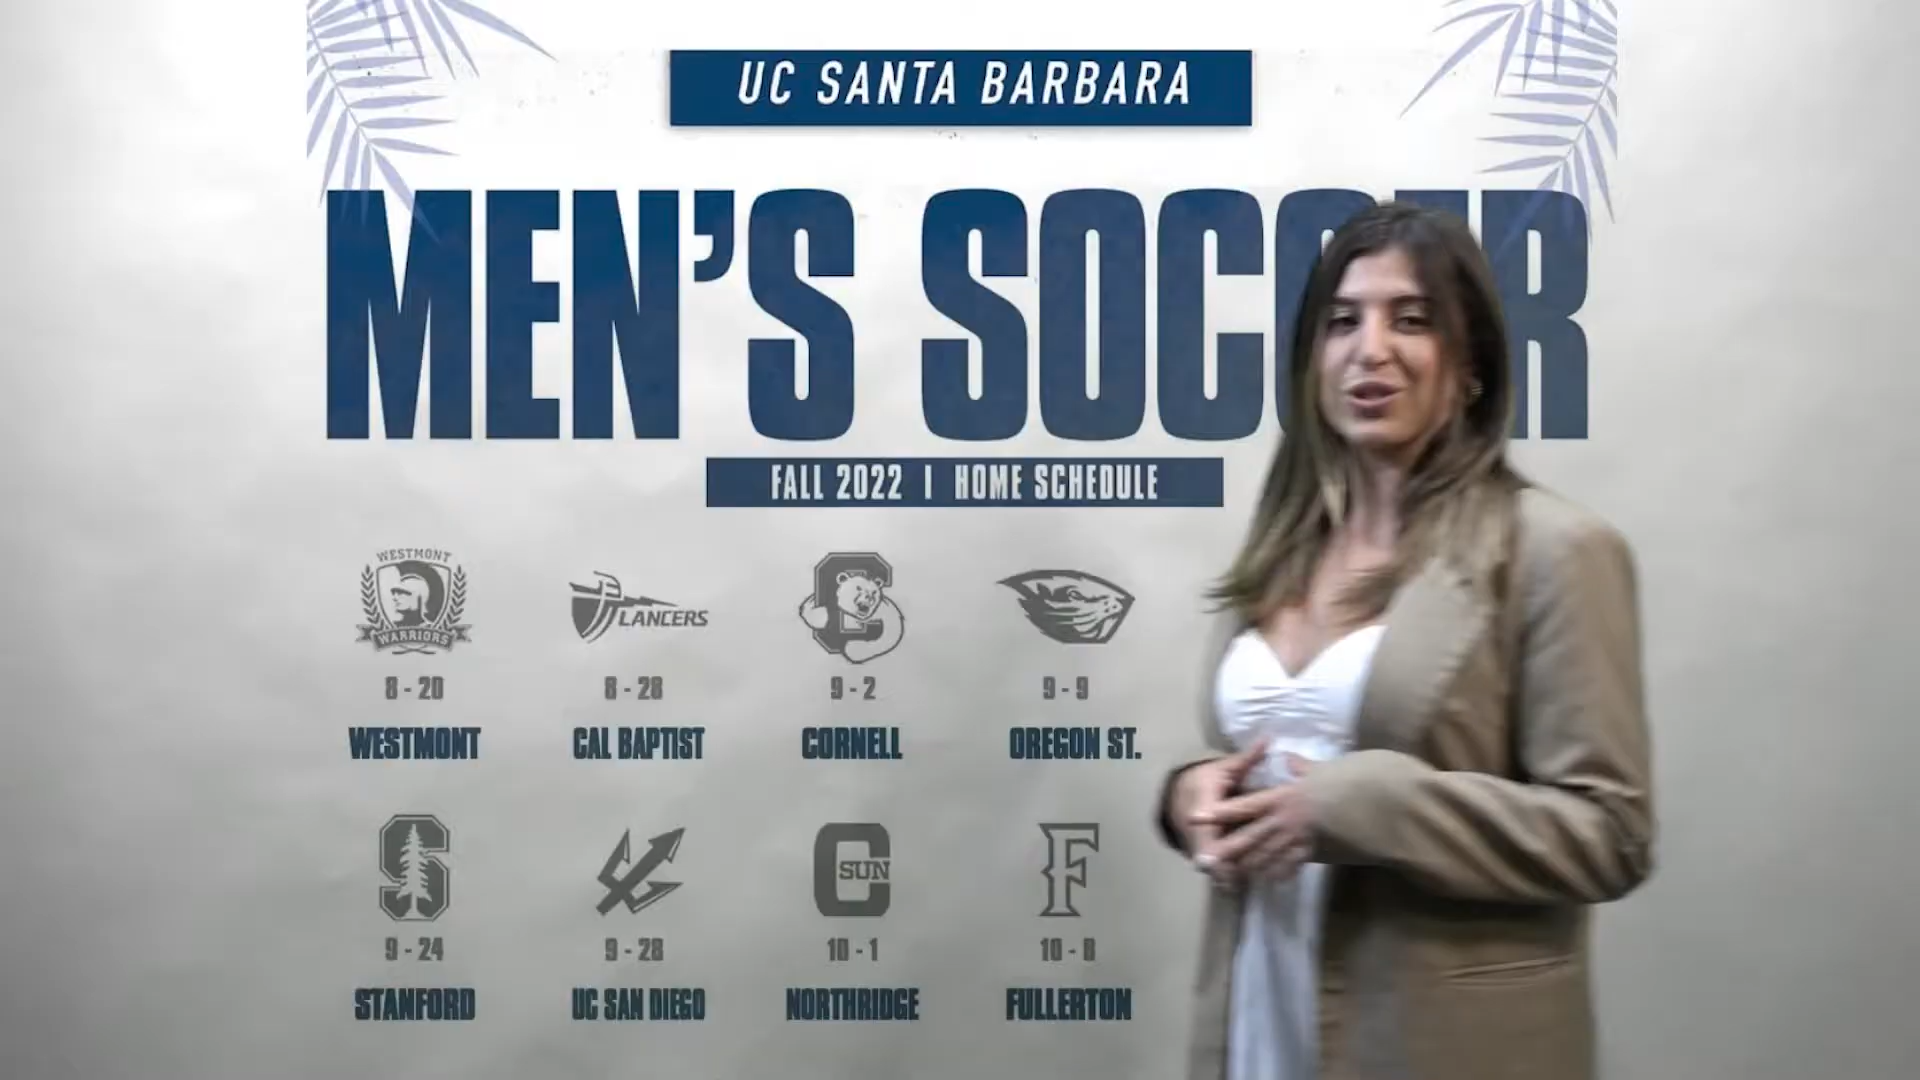 UC SANTA BARBARA
MEN'S SOCCER
FALL 2022 | HOME SCHEDULE
WESTMONT
WARRIORS
LANCERS
C
8 - 20
8 - 28
9 - 2
9 - 9
WESTMONT
CAL BAPTIST
CORNELL
OREGON ST.
S
C SUN
F
9 - 24
9 - 28
10 - 1
10 - 8
STANFORD
UC SAN DIEGO
NORTHRIDGE
FULLERTON